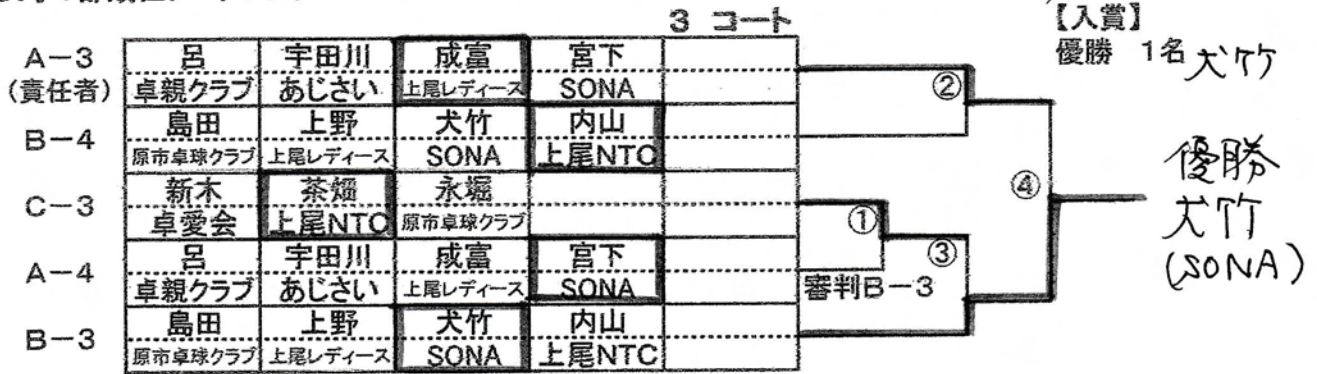 3 コート
【入賞】
優勝 1名 犬竹
A-3 呂 宇田川 成富 宮下
(責任者) 卓親クラブ あじさい 上尾レディース SONA
②
B-4 島田 上野 犬竹 内山
原市卓球クラブ 上尾レディース SONA 上尾NTC
優勝
犬竹
(SONA)
④
C-3 新木 茶畑 永堀
卓愛会 上尾NTC 原市卓球クラブ
①
③
A-4 呂 宇田川 成富 宮下
卓親クラブ あじさい 上尾レディース SONA
審判B-3
B-3 島田 上野 犬竹 内山
原市卓球クラブ 上尾レディース SONA 上尾NTC